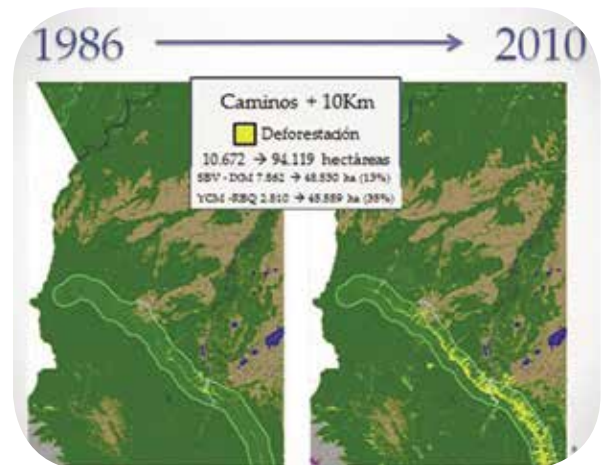 1986 → 2010
Caminos + 10Km
Deforestación
10.672 → 94.119 hectáreas
SBV - DGM 7.862 → 48.530 ha (13%)
YCM - RBQ 2.810 → 45.589 ha (35%)